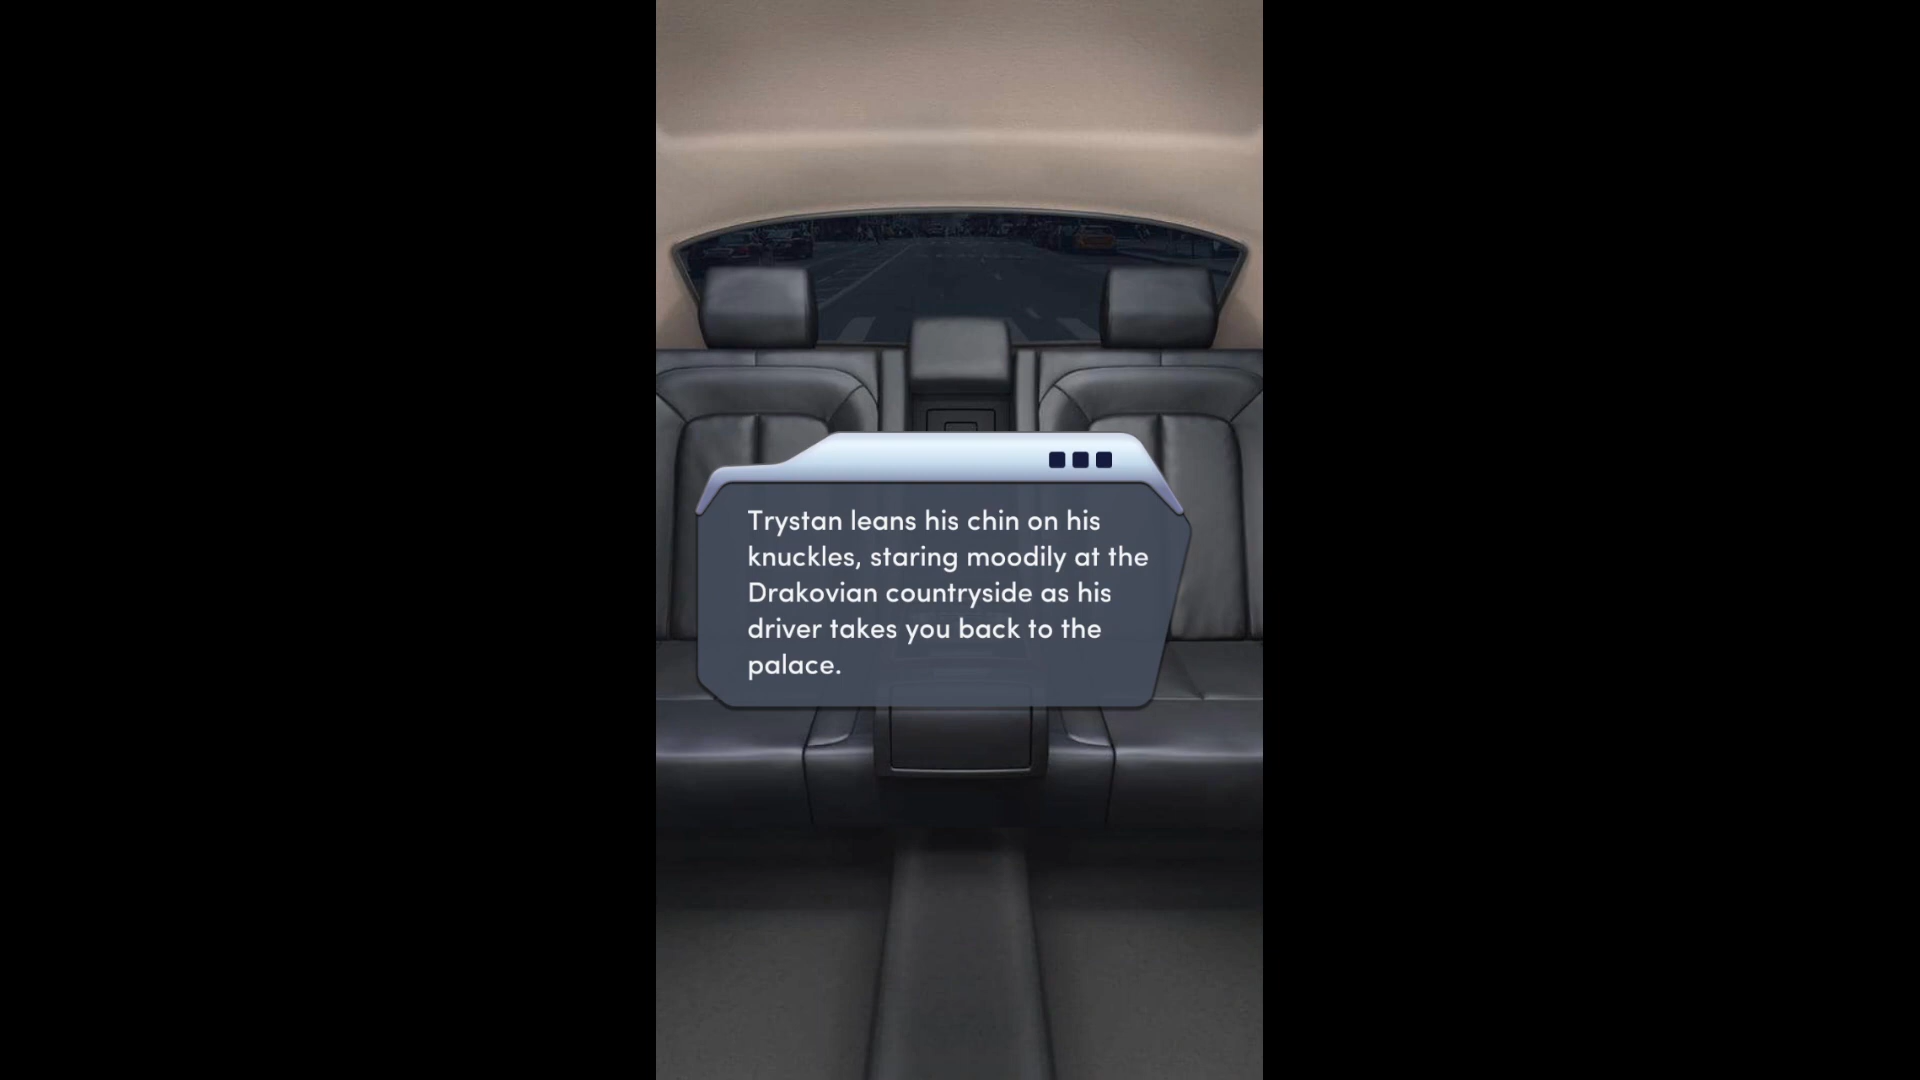 Trystan leans his chin on his
knuckles, staring moodily at the
Drakovian countryside as his
driver takes you back to the
palace.